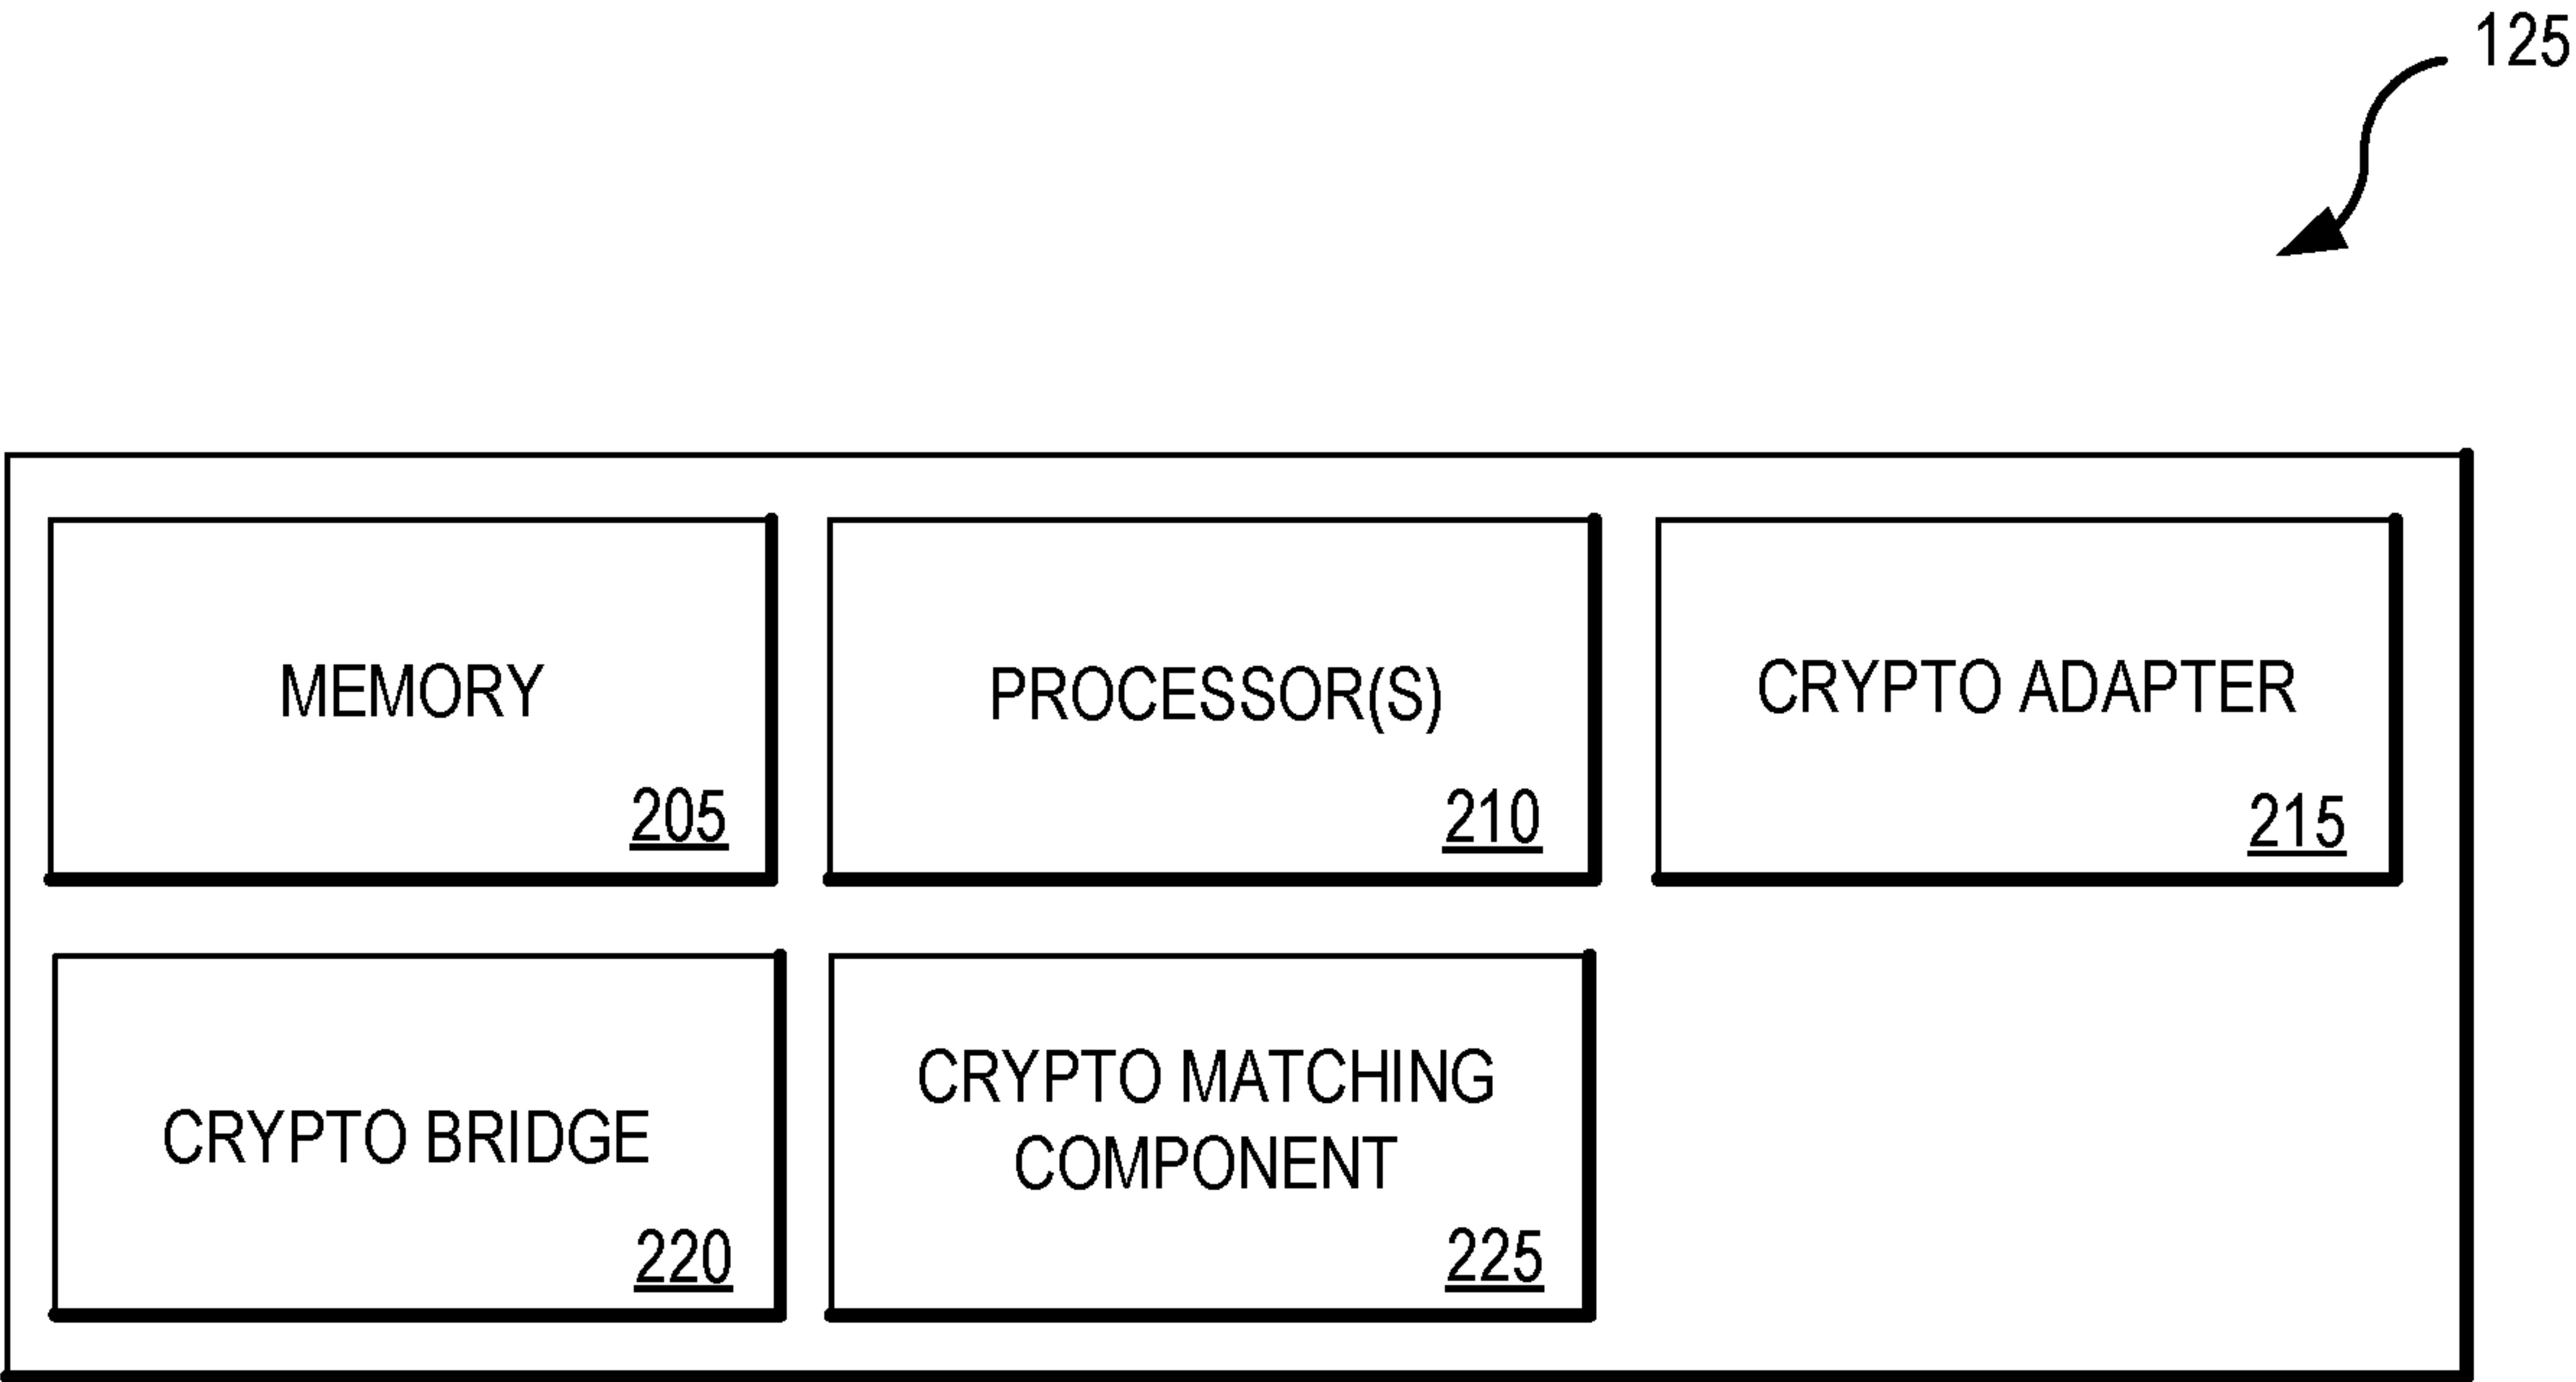 125
MEMORY
205
PROCESSOR(S)
210
CRYPTO ADAPTER
215
CRYPTO BRIDGE
220
CRYPTO MATCHING
COMPONENT
225